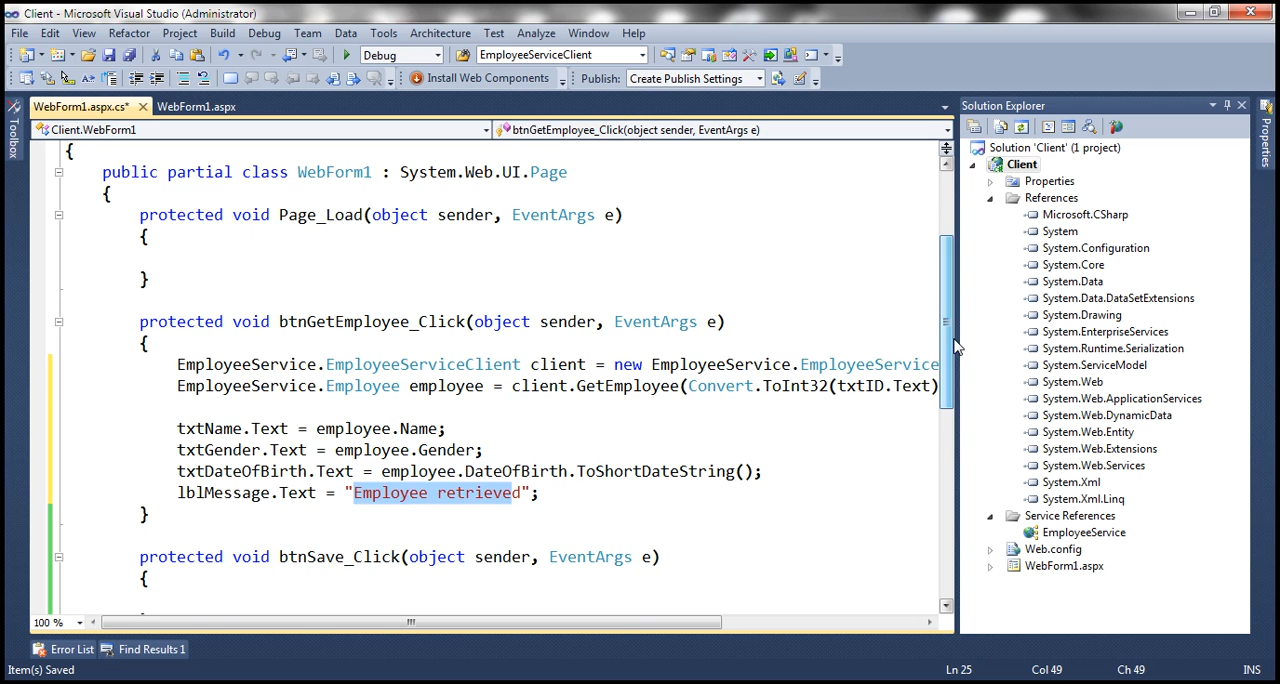 Client - Microsoft Visual Studio (Administrator)
File Edit View Refactor Project Build Debug Team Data Tools Architecture Test Analyze Window Help
Debug EmployeeServiceClient
Install Web Components Publish: Create Publish Settings
WebForm1.aspx.cs* WebForm1.aspx
Client.WebForm1 btnGetEmployee_Click(object sender, EventArgs e)
{
public partial class WebForm1 : System.Web.UI.Page
{
protected void Page_Load(object sender, EventArgs e)
{
}
protected void btnGetEmployee_Click(object sender, EventArgs e)
{
EmployeeService.EmployeeServiceClient client = new EmployeeService.EmployeeService
EmployeeService.Employee employee = client.GetEmployee(Convert.ToInt32(txtID.Text)
txtName.Text = employee.Name;
txtGender.Text = employee.Gender;
txtDateOfBirth.Text = employee.DateOfBirth.ToShortDateString();
lblMessage.Text = "Employee retrieved";
}
protected void btnSave_Click(object sender, EventArgs e)
{
100 %
Toolbox
Solution Explorer
Solution 'Client' (1 project)
Client
Properties
References
Microsoft.CSharp
System
System.Configuration
System.Core
System.Data
System.Data.DataSetExtensions
System.Drawing
System.EnterpriseServices
System.Runtime.Serialization
System.ServiceModel
System.Web
System.Web.ApplicationServices
System.Web.DynamicData
System.Web.Entity
System.Web.Extensions
System.Web.Services
System.Xml
System.Xml.Linq
Service References
EmployeeService
Web.config
WebForm1.aspx
Properties
Error List Find Results 1
Item(s) Saved Ln 25 Col 49 Ch 49 INS